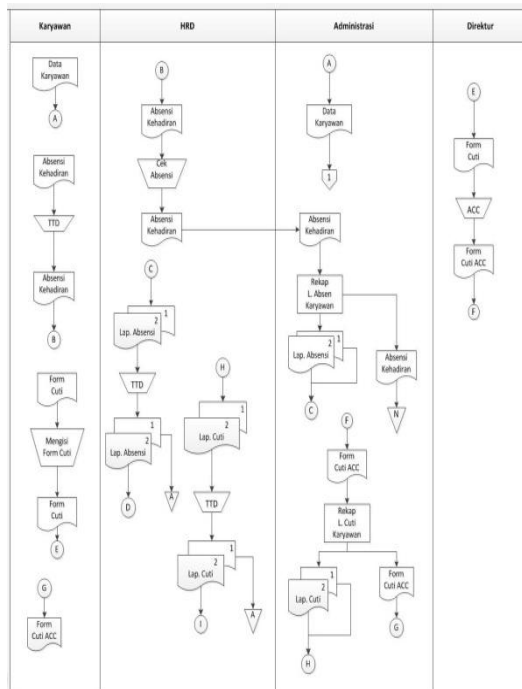 Karyawan
HRD
Administrasi
Direktur
Data
Karyawan
A
Absensi
Kehadiran
TTD
Absensi
Kehadiran
B
Form
Cuti
Mengisi
Form Cuti
Form
Cuti
E
G
Form
Cuti ACC
B
Absensi
Kehadiran
Cek
Absensi
Absensi
Kehadiran
C
1
2
Lap. Absensi
TTD
1
2
Lap. Absensi
D
A
H
1
2
Lap. Cuti
TTD
1
2
Lap. Cuti
I
A
A
Data
Karyawan
1
Absensi
Kehadiran
Rekap
L. Absen
Karyawan
1
2
Lap. Absensi
C
Absensi
Kehadiran
N
F
Form
Cuti ACC
Rekap
L. Cuti
Karyawan
1
2
Lap. Cuti
H
Form
Cuti ACC
G
E
Form
Cuti
ACC
Form
Cuti ACC
F